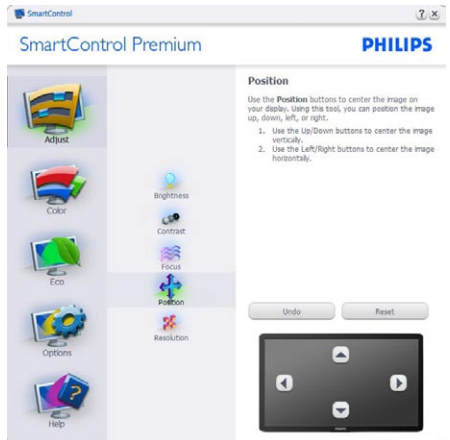 SmartControl
SmartControl Premium
PHILIPS
Adjust
Color
Eco
Options
Help
Brightness
Contrast
Focus
Position
Resolution
Position
Use the Position buttons to center the image on
your display. Using this tool, you can position the image
up, down, left, or right.
1. Use the Up/Down buttons to center the image
vertically.
2. Use the Left/Right buttons to center the image
horizontally.
Undo
Reset
PHILIPS